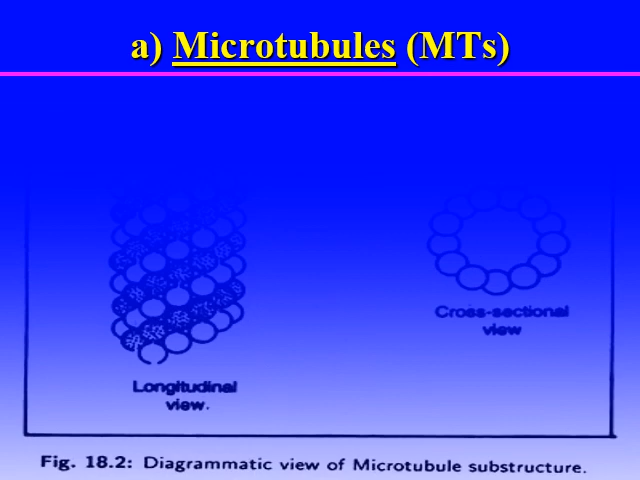 a) Microtubules (MTs)
Cross-sectional
view
Longitudinal
view.
Fig. 18.2: Diagrammatic view of Microtubule substructure.